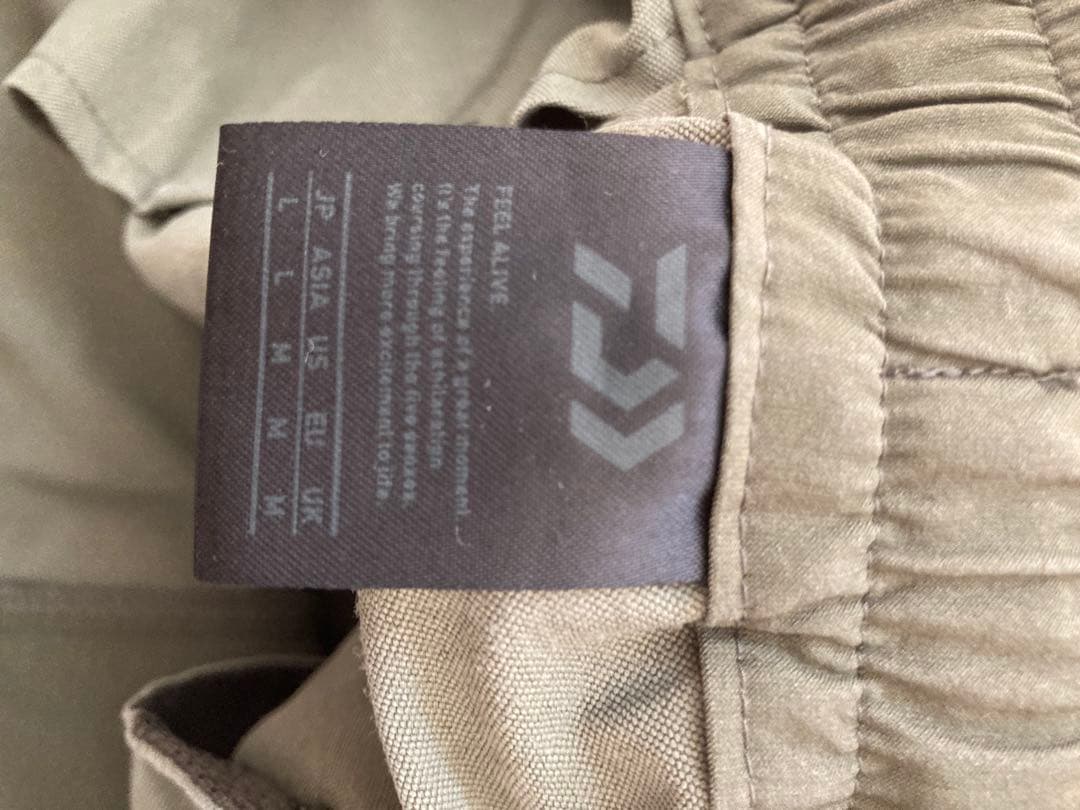 FEEL ALIVE.
The experience of a great moment.
It's the feeling of exhilaration
coursing through the five senses.
We bring more excitement to life.
JP ASIA US EU UK
L L M M M